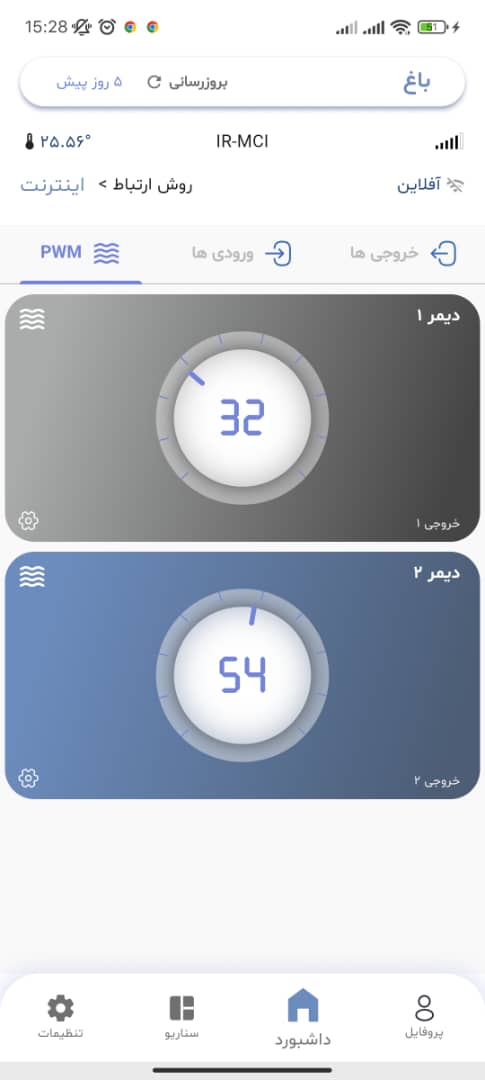 15:28
51
باغ
بروزرسانی ۵ روز پیش
۲۵.۵۶°
IR-MCI
آفلاین
روش ارتباط > اینترنت
خروجی ها
ورودی ها
PWM
دیمر ۱
32
خروجی ۱
دیمر ۲
54
خروجی ۲
پروفایل
داشبورد
سناریو
تنظیمات